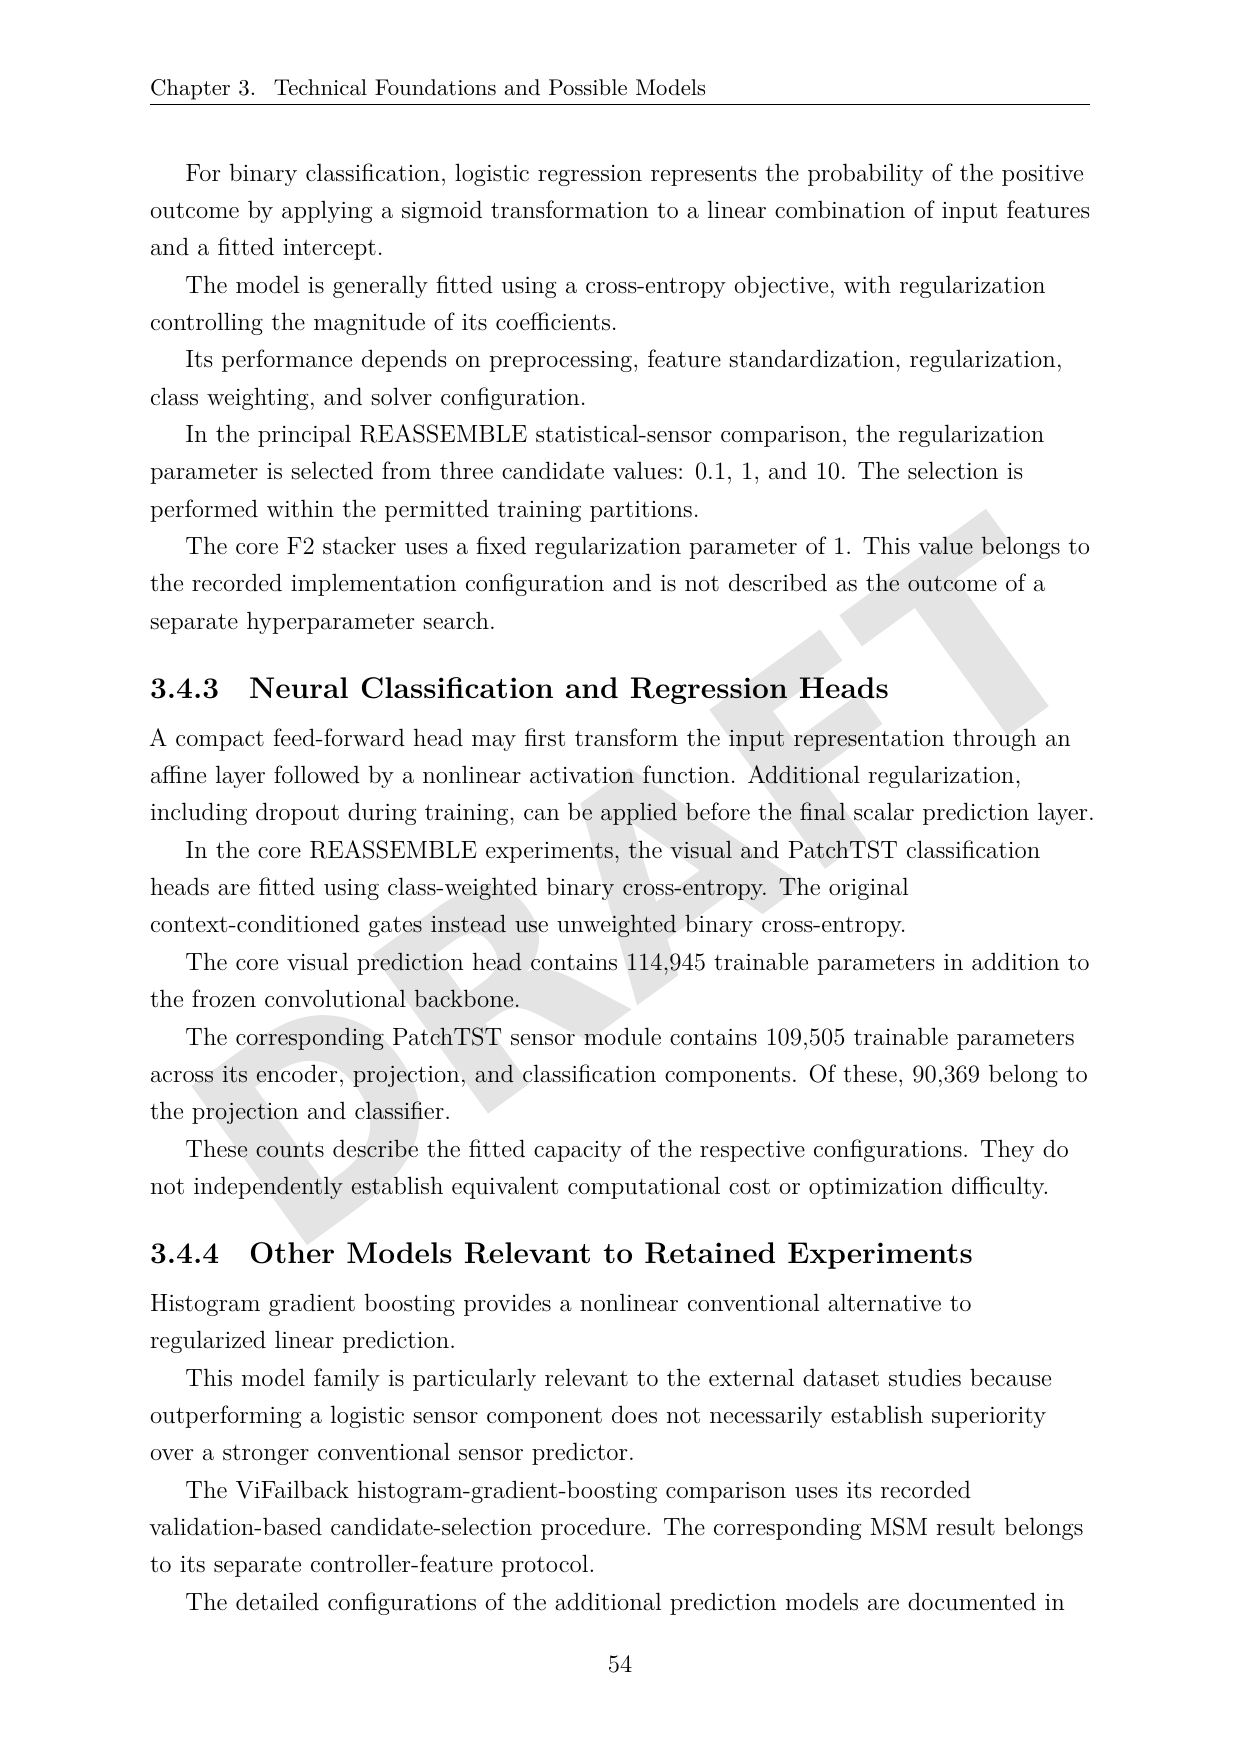 Chapter 3. Technical Foundations and Possible Models
For binary classification, logistic regression represents the probability of the positive
outcome by applying a sigmoid transformation to a linear combination of input features
and a fitted intercept.
The model is generally fitted using a cross-entropy objective, with regularization
controlling the magnitude of its coefficients.
Its performance depends on preprocessing, feature standardization, regularization,
class weighting, and solver configuration.
In the principal REASSEMBLE statistical-sensor comparison, the regularization
parameter is selected from three candidate values: 0.1, 1, and 10. The selection is
performed within the permitted training partitions.
The core F2 stacker uses a fixed regularization parameter of 1. This value belongs to
the recorded implementation configuration and is not described as the outcome of a
separate hyperparameter search.
3.4.3 Neural Classification and Regression Heads
A compact feed-forward head may first transform the input representation through an
affine layer followed by a nonlinear activation function. Additional regularization,
including dropout during training, can be applied before the final scalar prediction layer.
In the core REASSEMBLE experiments, the visual and PatchTST classification
heads are fitted using class-weighted binary cross-entropy. The original
context-conditioned gates instead use unweighted binary cross-entropy.
The core visual prediction head contains 114,945 trainable parameters in addition to
the frozen convolutional backbone.
The corresponding PatchTST sensor module contains 109,505 trainable parameters
across its encoder, projection, and classification components. Of these, 90,369 belong to
the projection and classifier.
These counts describe the fitted capacity of the respective configurations. They do
not independently establish equivalent computational cost or optimization difficulty.
3.4.4 Other Models Relevant to Retained Experiments
Histogram gradient boosting provides a nonlinear conventional alternative to
regularized linear prediction.
This model family is particularly relevant to the external dataset studies because
outperforming a logistic sensor component does not necessarily establish superiority
over a stronger conventional sensor predictor.
The ViFailback histogram-gradient-boosting comparison uses its recorded
validation-based candidate-selection procedure. The corresponding MSM result belongs
to its separate controller-feature protocol.
The detailed configurations of the additional prediction models are documented in
54
DRAFT